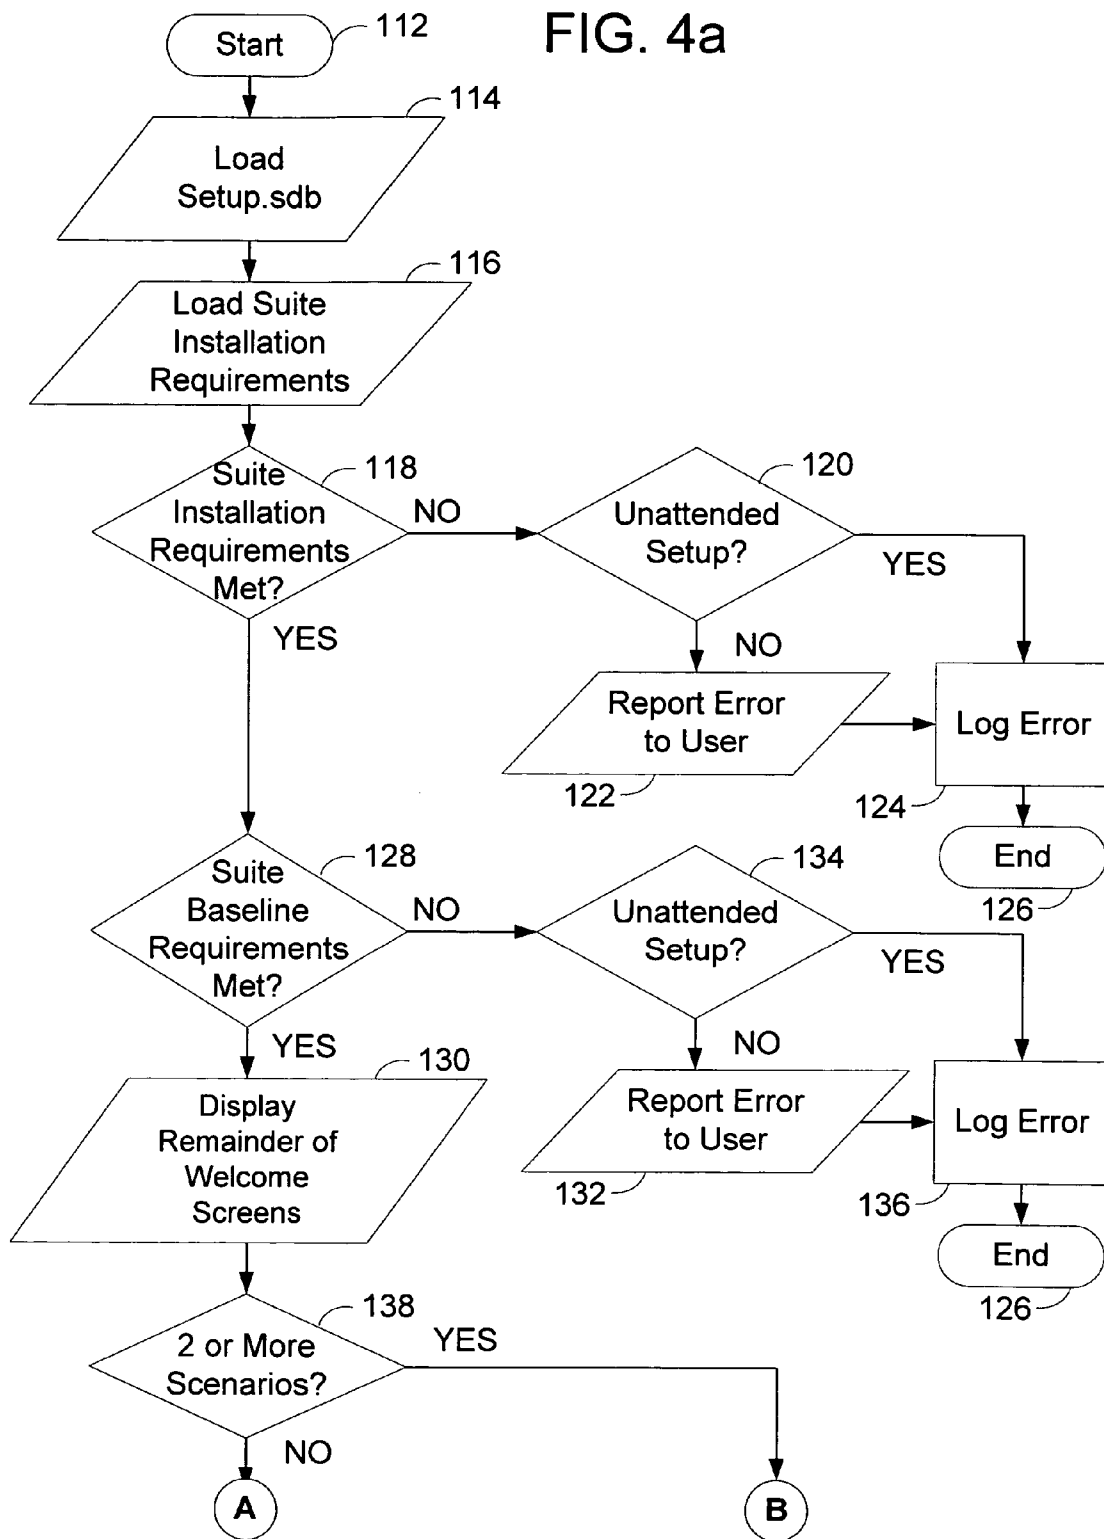 FIG. 4a
Start
112
114
Load
Setup.sdb
116
Load Suite
Installation
Requirements
118
Suite
Installation
Requirements
Met?
NO
YES
120
Unattended
Setup?
YES
NO
Report Error
to User
122
Log Error
124
End
126
128
Suite
Baseline
Requirements
Met?
NO
YES
134
Unattended
Setup?
YES
NO
130
Display
Remainder of
Welcome
Screens
Report Error
to User
132
Log Error
136
End
126
138
2 or More
Scenarios?
YES
NO
A
B